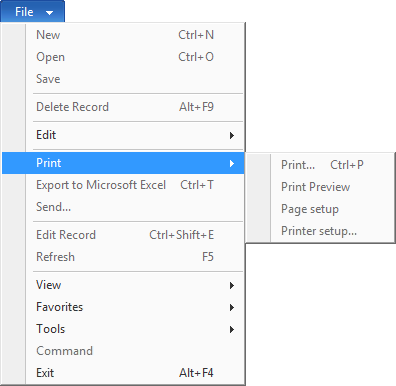 File
New Ctrl+N
Open Ctrl+O
Save
Delete Record Alt+F9
Edit
Print
Export to Microsoft Excel Ctrl+T
Send...
Edit Record Ctrl+Shift+E
Refresh F5
View
Favorites
Tools
Command
Exit Alt+F4
Print... Ctrl+P
Print Preview
Page setup
Printer setup...